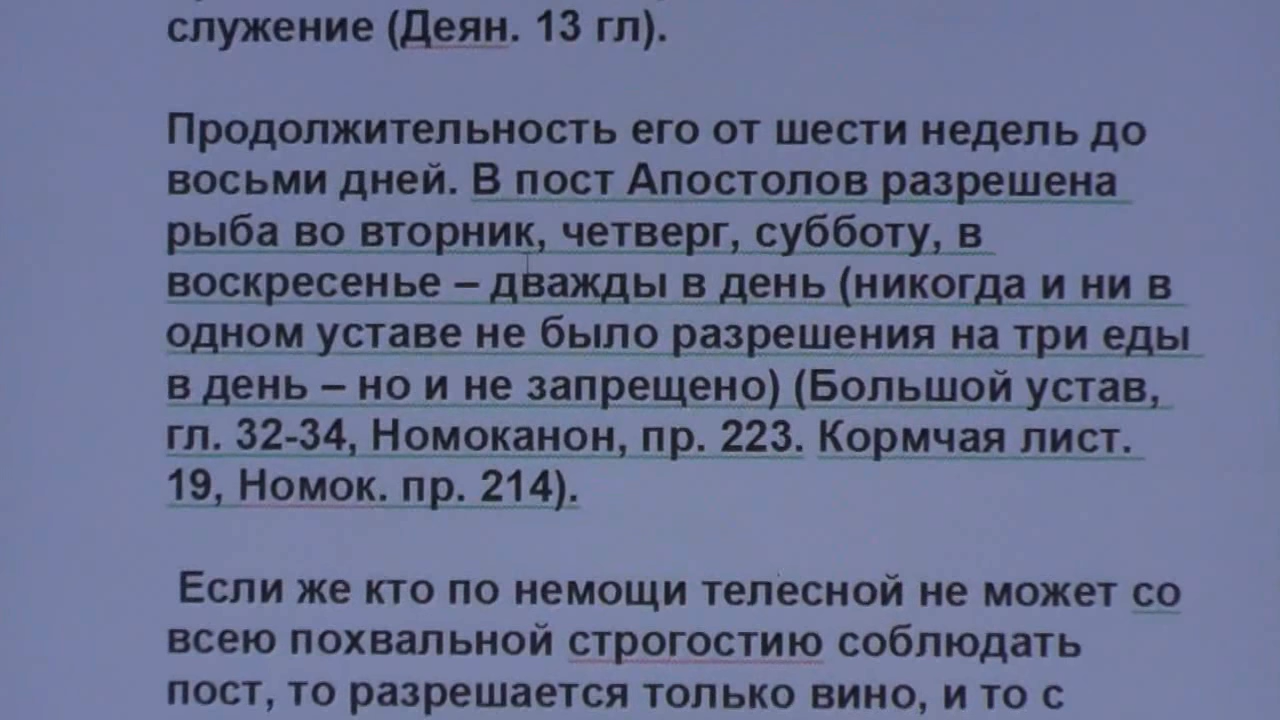 служение (Деян. 13 гл).
Продолжительность его от шести недель до
восьми дней. В пост Апостолов разрешена
рыба во вторник, четверг, субботу, в
воскресенье – дважды в день (никогда и ни в
одном уставе не было разрешения на три еды
в день – но и не запрещено) (Большой устав,
гл. 32-34, Номоканон, пр. 223. Кормчая лист.
19, Номок. пр. 214).
Если же кто по немощи телесной не может со
всею похвальной строгостию соблюдать
пост, то разрешается только вино, и то с